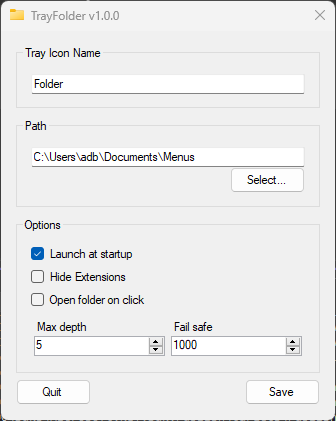 TrayFolder v1.0.0
Tray Icon Name
Folder
Path
C:\Users\adb\Documents\Menus
Select...
Options
Launch at startup
Hide Extensions
Open folder on click
Max depth Fail safe
5 1000
Quit Save